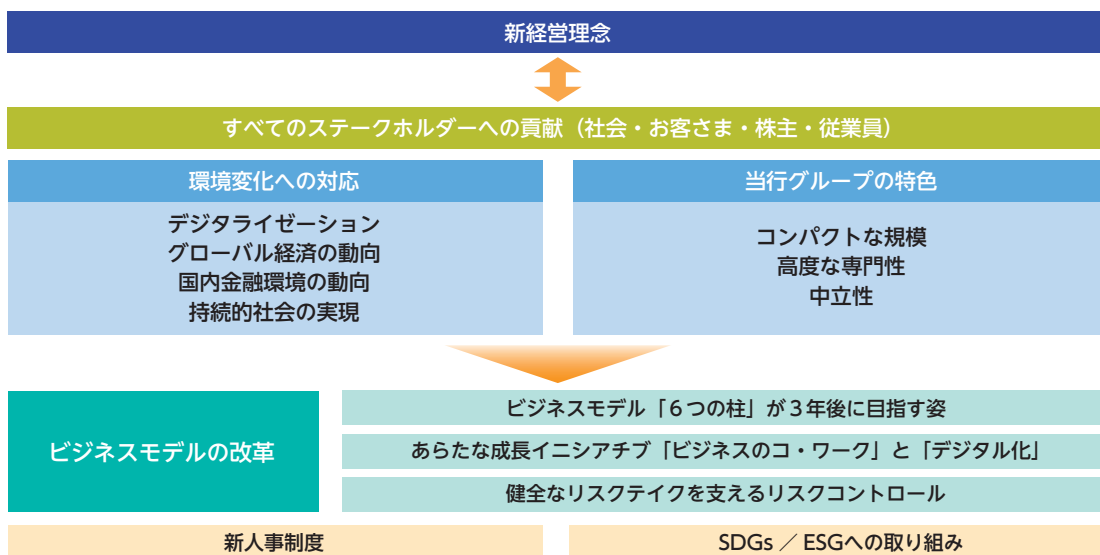 新経営理念
すべてのステークホルダーへの貢献（社会・お客さま・株主・従業員）
環境変化への対応
デジタライゼーション
グローバル経済の動向
国内金融環境の動向
持続的社会の実現
当行グループの特色
コンパクトな規模
高度な専門性
中立性
ビジネスモデルの改革
ビジネスモデル「６つの柱」が３年後に目指す姿
あらたな成長イニシアチブ「ビジネスのコ・ワーク」と「デジタル化」
健全なリスクテイクを支えるリスクコントロール
新人事制度
SDGs ／ ESGへの取り組み